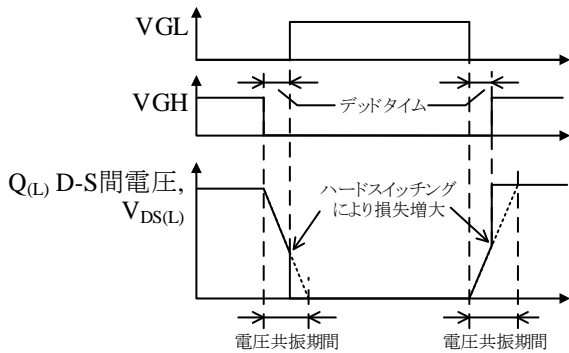 VGL
VGH
デッドタイム
Q(L) D-S間電圧,
VDS(L)
ハードスイッチング
により損失増大
電圧共振期間
電圧共振期間